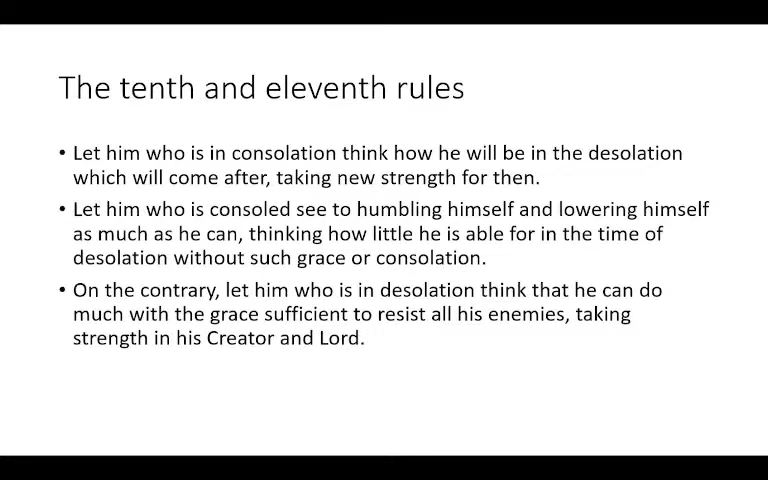 The tenth and eleventh rules
• Let him who is in consolation think how he will be in the desolation
which will come after, taking new strength for then.
• Let him who is consoled see to humbling himself and lowering himself
as much as he can, thinking how little he is able for in the time of
desolation without such grace or consolation.
• On the contrary, let him who is in desolation think that he can do
much with the grace sufficient to resist all his enemies, taking
strength in his Creator and Lord.